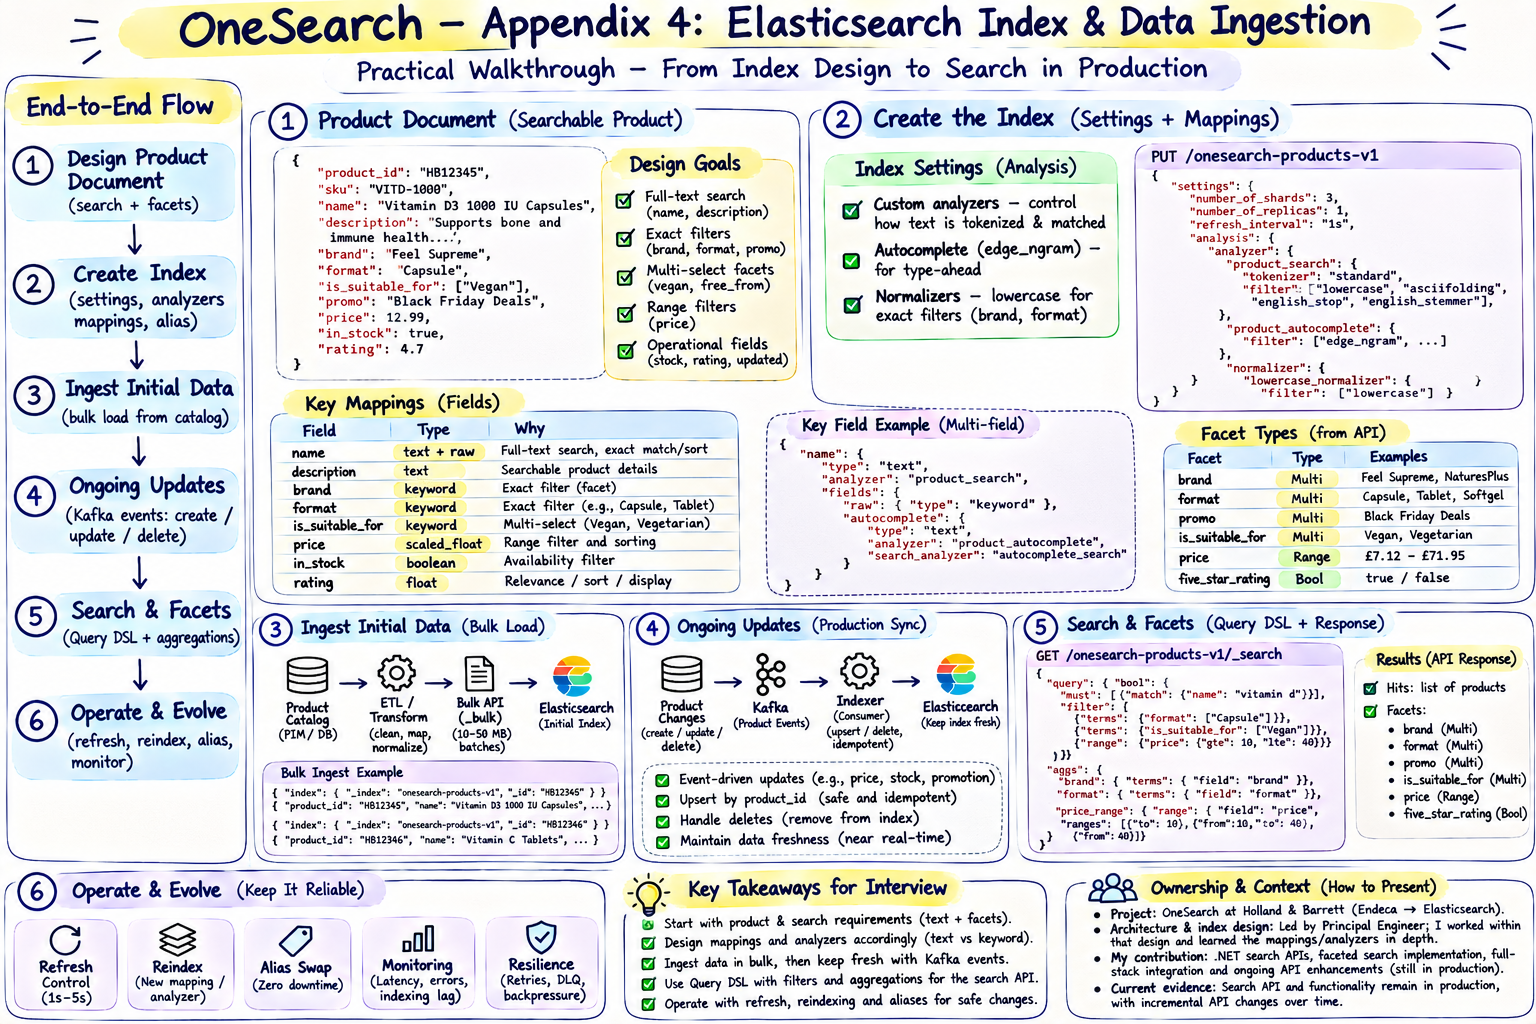 OneSearch – Appendix 4: Elasticsearch Index & Data Ingestion
Practical Walkthrough – From Index Design to Search in Production
End-to-End Flow
1 Design Product
Document
(search + facets)
2 Create Index
(settings, analyzers
mappings, alias)
3 Ingest Initial Data
(bulk load from catalog)
4 Ongoing Updates
(Kafka events: create /
update / delete)
5 Search & Facets
(Query DSL + aggregations)
6 Operate & Evolve
(refresh, reindex, alias,
monitor)
1 Product Document (Searchable Product)
{
"product_id": "HB12345",
"sku": "VITD-1000",
"name": "Vitamin D3 1000 IU Capsules",
"description": "Supports bone and
immune health....",
"brand": "Feel Supreme",
"format": "Capsule",
"is_suitable_for": ["Vegan"],
"promo": "Black Friday Deals",
"price": 12.99,
"in_stock": true,
"rating": 4.7
}
Design Goals
Full-text search
(name, description)
Exact filters
(brand, format, promo)
Multi-select facets
(vegan, free_from)
Range filters
(price)
Operational fields
(stock, rating, updated)
Key Mappings (Fields)
Field Type Why
name text + raw Full-text search, exact match/sort
description text Searchable product details
brand keyword Exact filter (facet)
format keyword Exact filter (e.g., Capsule, Tablet)
is_suitable_for keyword Multi-select (Vegan, Vegetarian)
price scaled_float Range filter and sorting
in_stock boolean Availability filter
rating float Relevance / sort / display
2 Create the Index (Settings + Mappings)
Index Settings (Analysis)
Custom analyzers – control
how text is tokenized & matched
Autocomplete (edge_ngram) –
for type-ahead
Normalizers – lowercase for
exact filters (brand, format)
PUT /onesearch-products-v1
{
"settings": {
"number_of_shards": 3,
"number_of_replicas": 1,
"refresh_interval": "1s",
"analysis": {
"analyzer": {
"product_search": {
"tokenizer": "standard",
"filter": ["lowercase", "asciifolding",
"english_stop", "english_stemmer"],
},
"product_autocomplete": {
"filter": ["edge_ngram", ...]
},
"normalizer": {
} "lowercase_normalizer": { }
} "filter": ["lowercase"] }
}
Key Field Example (Multi-field)
{
"name": {
"type": "text",
"analyzer": "product_search",
"fields": {
"raw": { "type": "keyword" },
"autocomplete": {
"type": "text",
"analyzer": "product_autocomplete",
"search_analyzer": "autocomplete_search"
}
}
}
Facet Types (from API)
Facet Type Examples
brand Multi Feel Supreme, NaturesPlus
format Multi Capsule, Tablet, Softgel
promo Multi Black Friday Deals
is_suitable_for Multi Vegan, Vegetarian
price Range £7.12 – £71.95
five_star_rating Bool true / false
3 Ingest Initial Data (Bulk Load)
Product
Catalog
(PIM / DB)
ETL /
Transform
(clean, map,
normalize)
Bulk API
(_bulk)
(10–50 MB)
batches)
Elasticsearch
(Initial Index)
Bulk Ingest Example
{ "index": { "_index": "onesearch-products-v1", "_id": "HB12345" } }
{ "product_id": "HB12345", "name": "Vitamin D3 1000 IU Capsules", ... }
{ "index": { "_index": "onesearch-products-v1", "_id": "HB12346" } }
{ "product_id": "HB12346", "name": "Vitamin C Tablets", ... }
4 Ongoing Updates (Production Sync)
Product
Changes
(create / update /
delete)
Kafka
(Product Events)
Indexer
(Consumer)
(upsert / delete,
idempotent)
Elasticcearch
(Keep index fresh)
Event-driven updates (e.g., price, stock, promotion)
Upsert by product_id (safe and idempotent)
Handle deletes (remove from index)
Maintain data freshness (near real-time)
5 Search & Facets (Query DSL + Response)
GET /onesearch-products-v1/_search
{
"query": { "bool": {
"must": [{"match": {"name": "vitamin d"}}],
"filter": {
{"terms": {"format": ["Capsule"]}},
{"terms": {"is_suitable_for": ["Vegan"]}},
{"range": {"price": {"gte": 10, "lte": 40}}}
}]}
"aggs": {
"brand": { "terms": { "field": "brand" }},
"format": { "terms": { "field": "format" }},
"price_range": { "range": { "field": "price",
"ranges": [{"to": 10}, {"from":10,"to": 40},
} {"from": 40}]}
}
Results (API Response)
Hits: list of products
Facets:
• brand (Multi)
• format (Multi)
• promo (Multi)
• is_suitable_for (Multi)
• price (Range)
• five_star_rating (Bool)
6 Operate & Evolve (Keep It Reliable)
Refresh
Control
(1s–5s)
Reindex
(New mapping /
analyzer)
Alias Swap
(Zero downtime)
Monitoring
(Latency, errors,
indexing lag)
Resilience
(Retries, DLQ,
backpressure)
Key Takeaways for Interview
Start with product & search requirements (text + facets).
Design mappings and analyzers accordingly (text vs keyword).
Ingest data in bulk, then keep fresh with Kafka events.
Use Query DSL with filters and aggregations for the search API.
Operate with refresh, reindexing and aliases for safe changes.
Ownership & Context (How to Present)
• Project: OneSearch at Holland & Barrett (Endeca → Elasticsearch).
• Architecture & index design: Led by Principal Engineer; I worked within
that design and learned the mappings/analyzers in depth.
• My contribution: .NET search APIs, faceted search implementation, full-
stack integration and ongoing API enhancements (still in production).
• Current evidence: Search API and functionality remain in production,
with incremental API changes over time.